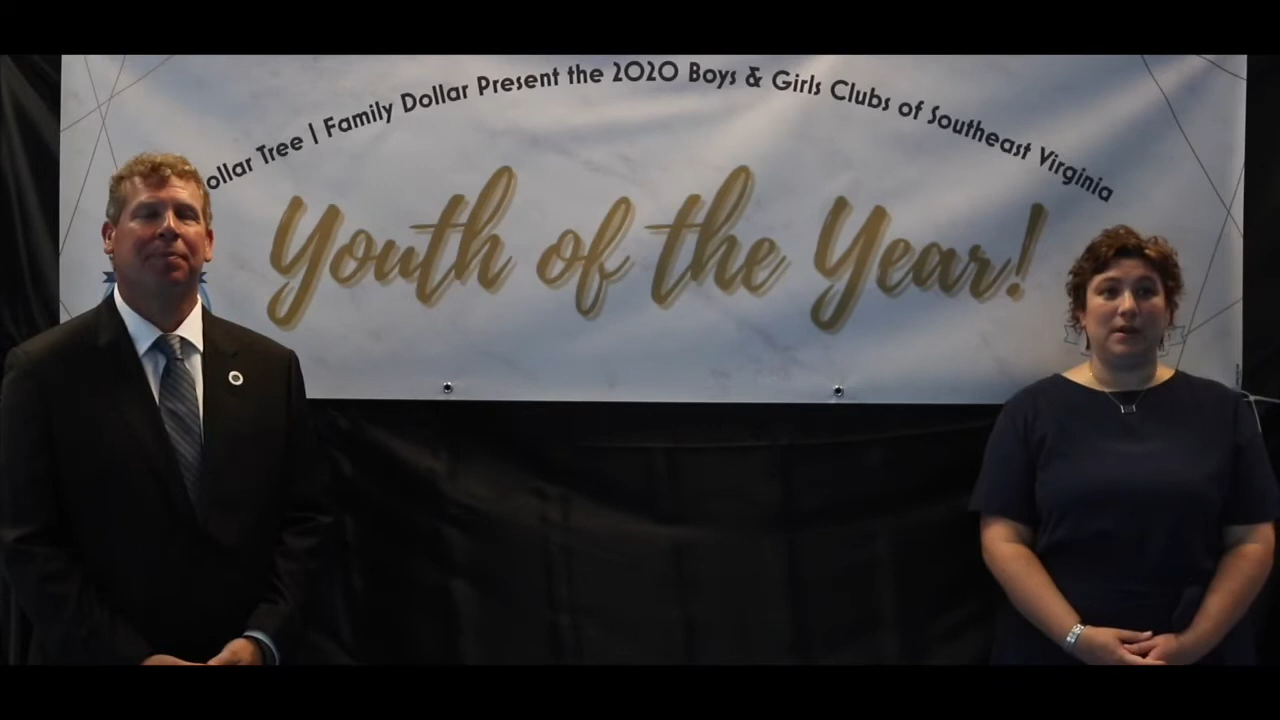 ollar Tree | Family Dollar Present the 2020 Boys & Girls Clubs of Southeast Virginia
Youth of the Year!